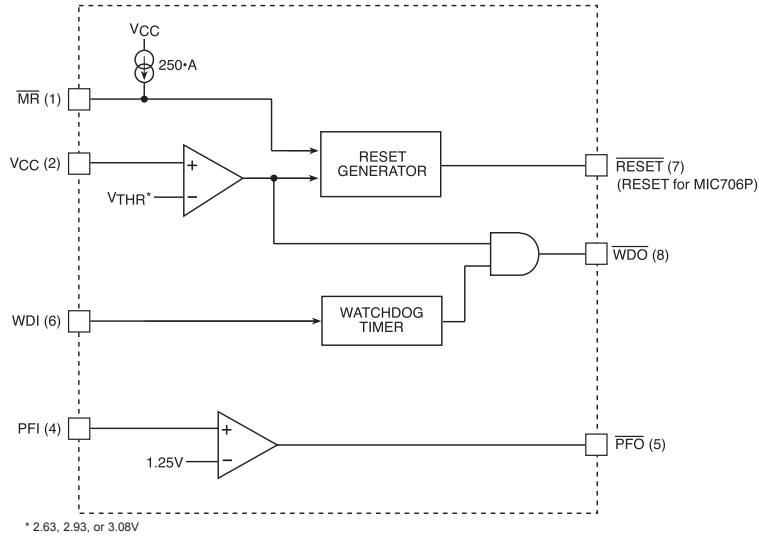 VCC
250•A
MR (1)
VCC (2)
+
VTHR*
−
RESET
GENERATOR
RESET (7)
(RESET for MIC706P)
WDO (8)
WDI (6)
WATCHDOG
TIMER
PFI (4)
+
1.25V
−
PFO (5)
* 2.63, 2.93, or 3.08V